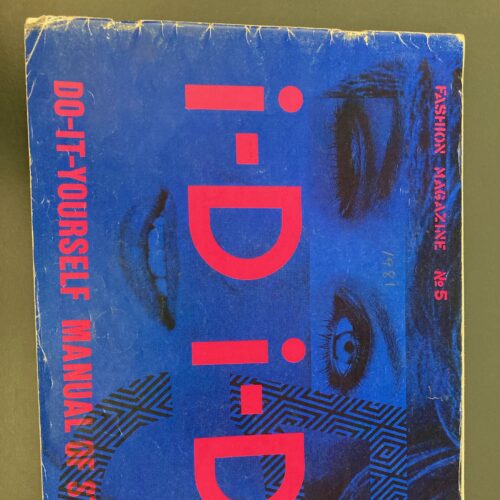 FASHION MAGAZINE No 5
1981
i-D i-D
DO-IT-YOURSELF MANUAL OF